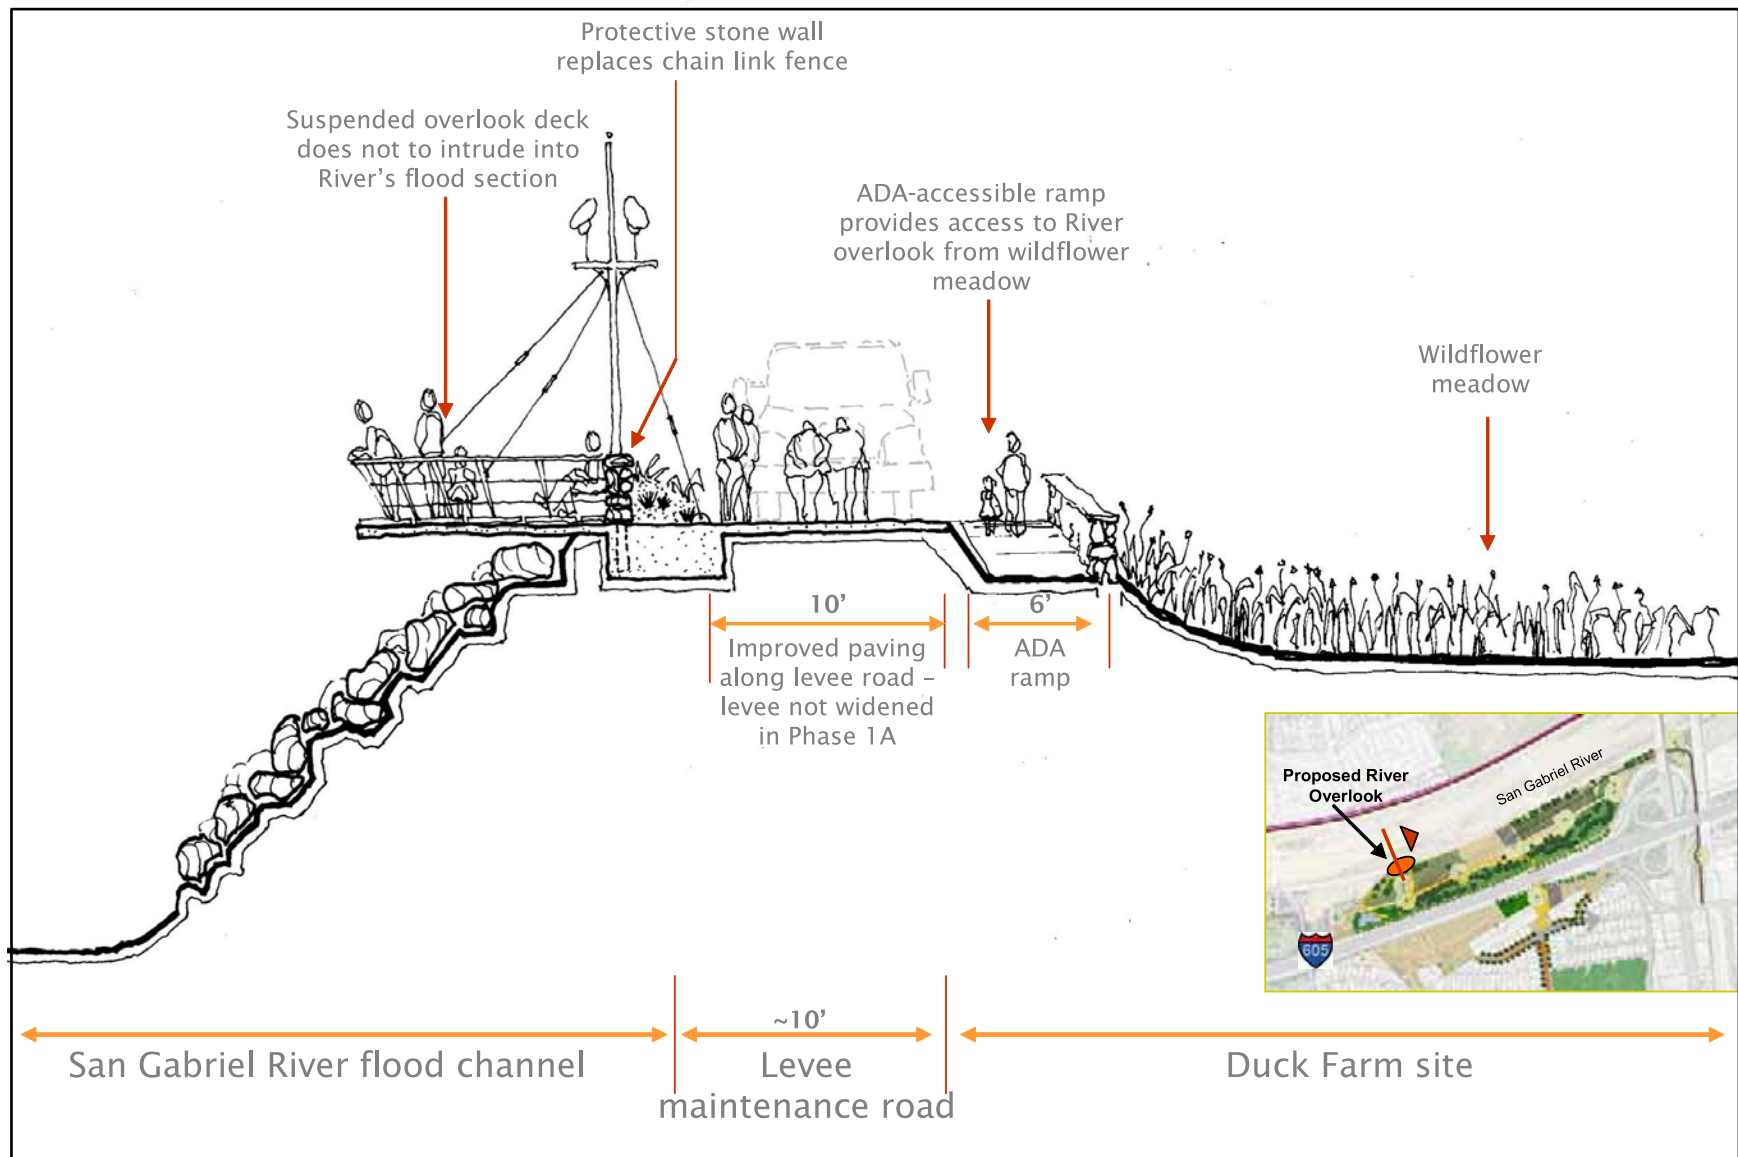 Protective stone wall
replaces chain link fence
Suspended overlook deck
does not to intrude into
River’s flood section
ADA-accessible ramp
provides access to River
overlook from wildflower
meadow
Wildflower
meadow
10’
Improved paving
along levee road –
levee not widened
in Phase 1A
6’
ADA
ramp
Proposed River
Overlook
San Gabriel River
605
San Gabriel River flood channel
~10’
Levee
maintenance road
Duck Farm site